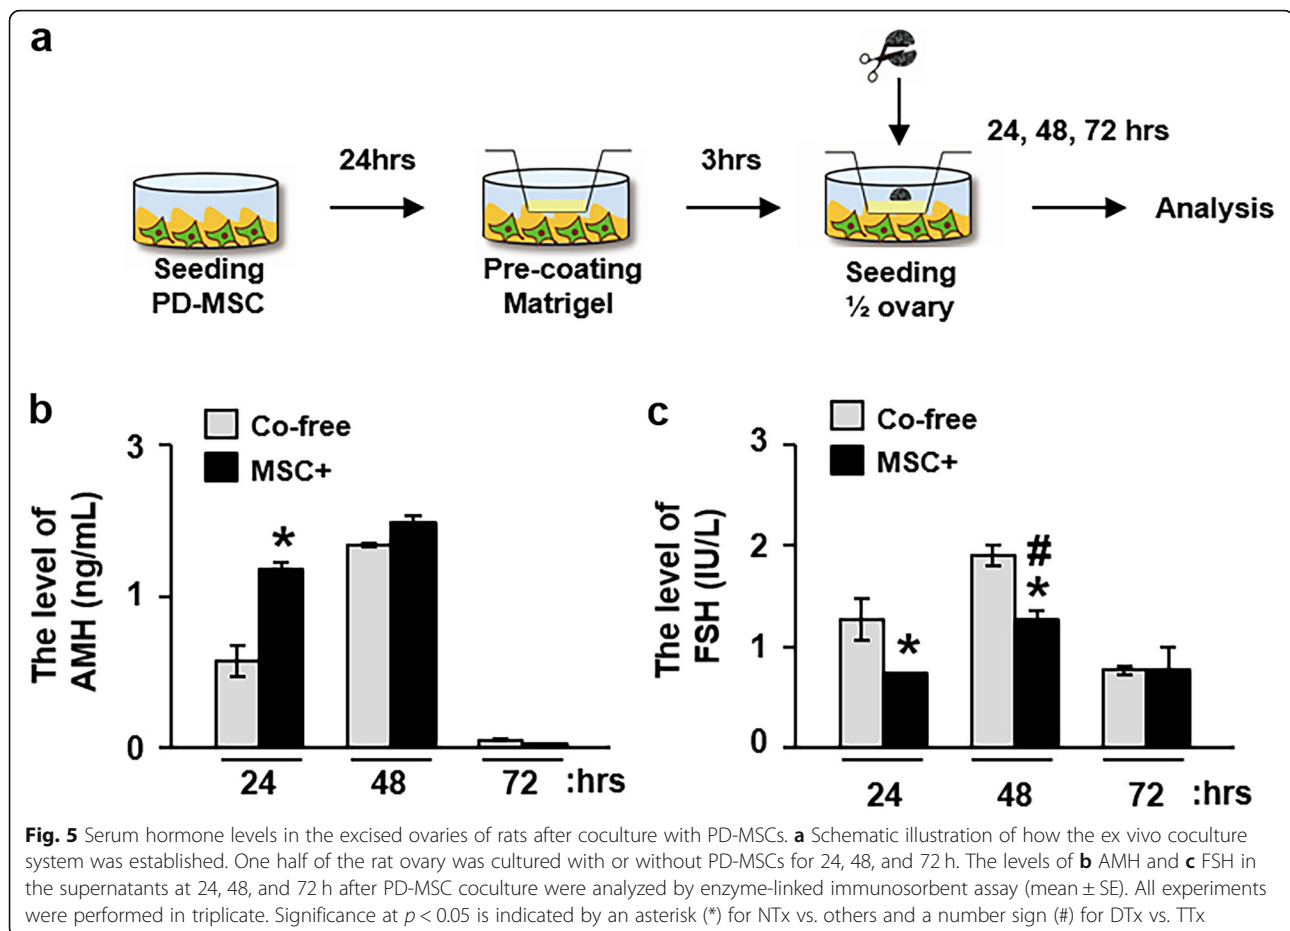 a
24hrs
3hrs
24, 48, 72 hrs
Analysis
Seeding
PD-MSC
Pre-coating
Matrigel
Seeding
½ ovary
b
Co-free
MSC+
The level of
AMH (ng/mL)
3
1
0
*
24
48
72
:hrs
c
Co-free
MSC+
The level of
FSH (IU/L)
3
2
1
0
*
#
*
24
48
72
:hrs
Fig. 5 Serum hormone levels in the excised ovaries of rats after coculture with PD-MSCs. a Schematic illustration of how the ex vivo coculture
system was established. One half of the rat ovary was cultured with or without PD-MSCs for 24, 48, and 72 h. The levels of b AMH and c FSH in
the supernatants at 24, 48, and 72 h after PD-MSC coculture were analyzed by enzyme-linked immunosorbent assay (mean ± SE). All experiments
were performed in triplicate. Significance at p < 0.05 is indicated by an asterisk (*) for NTx vs. others and a number sign (#) for DTx vs. TTx